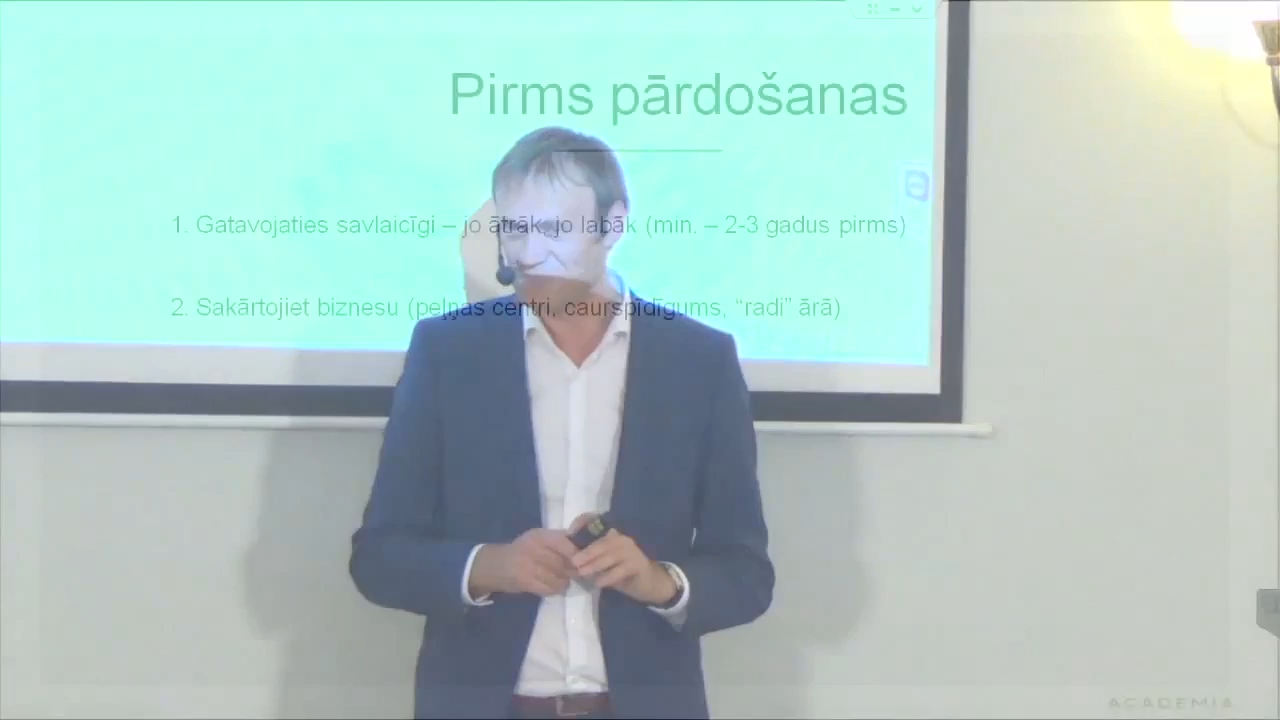 Pirms pārdošanas
1. Gatavojaties savlaicīgi – jo ātrāk, jo labāk (min. – 2-3 gadus pirms)
2. Sakārtojiet biznesu (peļņas centri, caurspīdīgums, “radi” ārā)
ACADEMIA